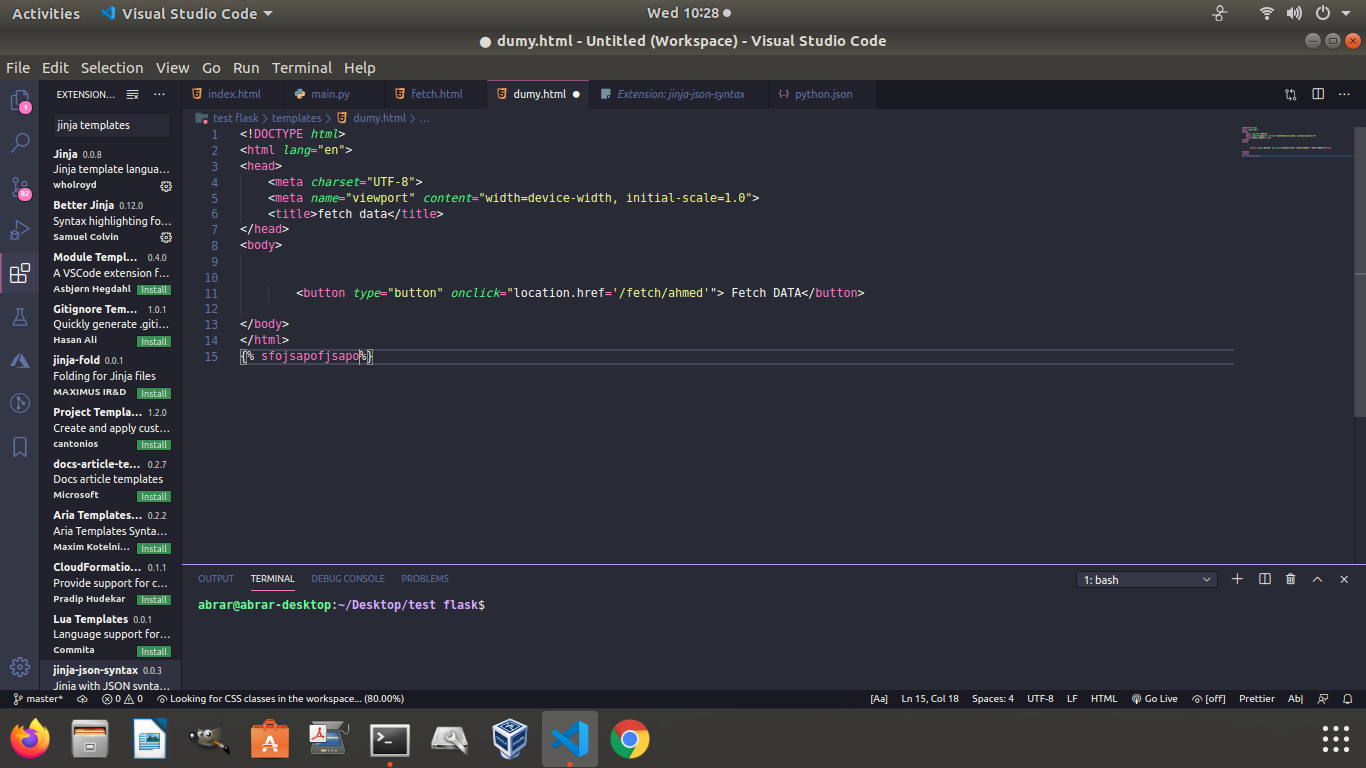 Activities Visual Studio Code Wed 10:28
dumy.html - Untitled (Workspace) - Visual Studio Code
File Edit Selection View Go Run Terminal Help
EXTENSION... index.html main.py fetch.html dumy.html Extension: jinja-json-syntax python.json
1
jinja templates
test flask > templates > dumy.html > ...
Jinja 0.0.8
Jinja template langua...
wholroyd
92
Better Jinja 0.12.0
Syntax highlighting fo...
Samuel Colvin
Module Templ... 0.4.0
A VSCode extension f...
Asbjørn Hegdahl Install
Gitignore Tem... 1.0.1
Quickly generate .giti...
Hasan Ali Install
jinja-fold 0.0.1
Folding for Jinja files
MAXIMUS IR&D Install
Project Templa... 1.2.0
Create and apply cust...
cantonios Install
docs-article-te... 0.2.7
Docs article templates
Microsoft Install
Aria Templates... 0.2.2
Aria Templates Synta...
Maxim Kotelni... Install
CloudFormatio... 0.1.1
Provide support for c...
Pradip Hudekar Install
Lua Templates 0.0.1
Language support for...
Commita Install
jinja-json-syntax 0.0.3
Jinja with JSON synta...
1 <!DOCTYPE html>
2 <html lang="en">
3 <head>
4 <meta charset="UTF-8">
5 <meta name="viewport" content="width=device-width, initial-scale=1.0">
6 <title>fetch data</title>
7 </head>
8 <body>
9
10
11 <button type="button" onclick="location.href='/fetch/ahmed'"> Fetch DATA</button>
12
13 </body>
14 </html>
15 {% sfojsapofjsapo%}
OUTPUT TERMINAL DEBUG CONSOLE PROBLEMS 1: bash
abrar@abrar-desktop:~/Desktop/test flask$
master* 0 0 Looking for CSS classes in the workspace... (80.00%) [Aa] Ln 15, Col 18 Spaces: 4 UTF-8 LF HTML Go Live [off] Prettier Ab|